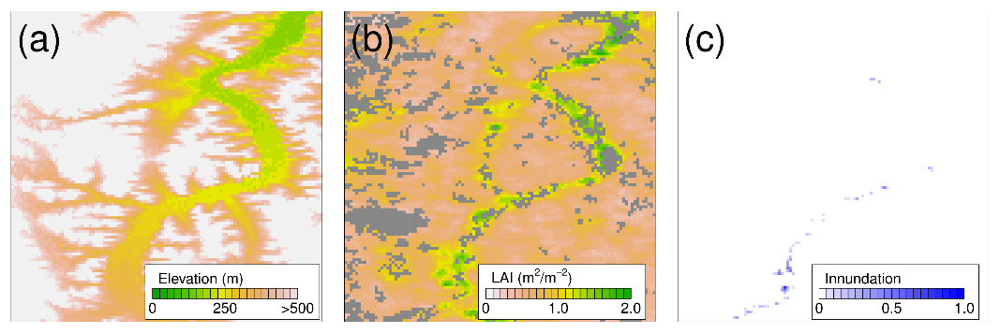 (a)
Elevation (m)
0 250 >500
(b)
LAI (m²/m⁻²)
0 1.0 2.0
(c)
Innundation
0 0.5 1.0